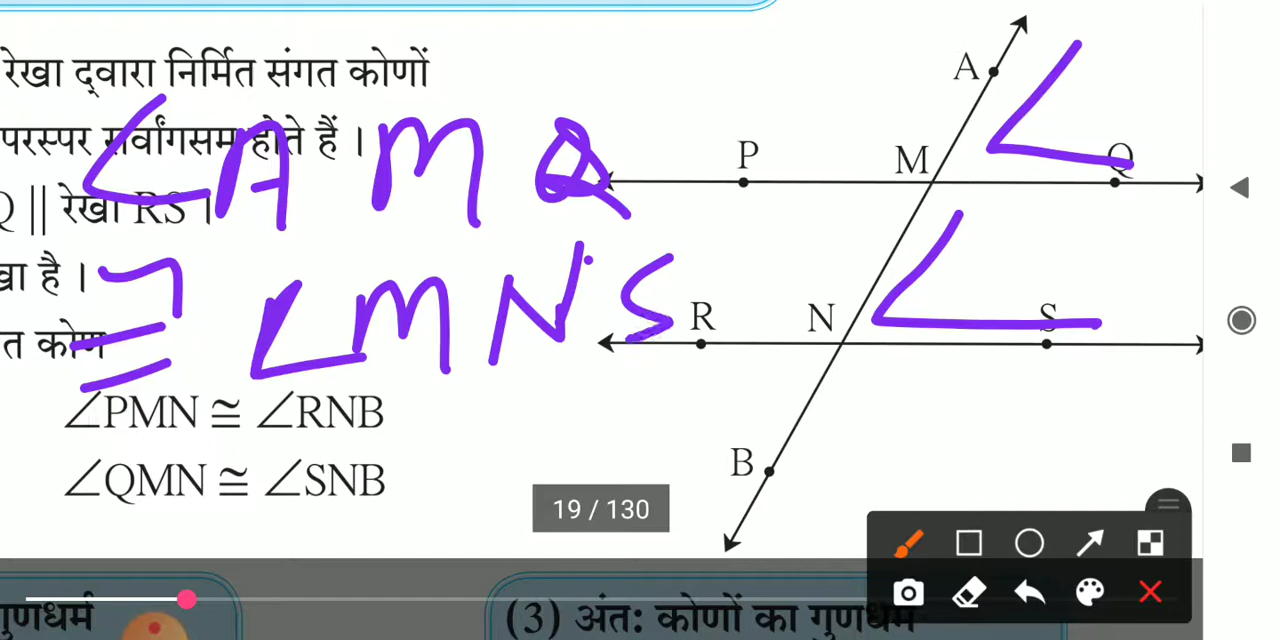 रेखा द्वारा निर्मित संगत कोणों
परस्पर सर्वांगसम होते हैं ।
Q || रेखा RS ।
खा है ।
त कोण
∠AMQ
≅ ∠MNS
∠PMN ≅ ∠RNB
∠QMN ≅ ∠SNB
A
P
M
Q
R
N
S
B
19 / 130
गुणधर्म
(3) अंतः कोणों का गुणधर्म